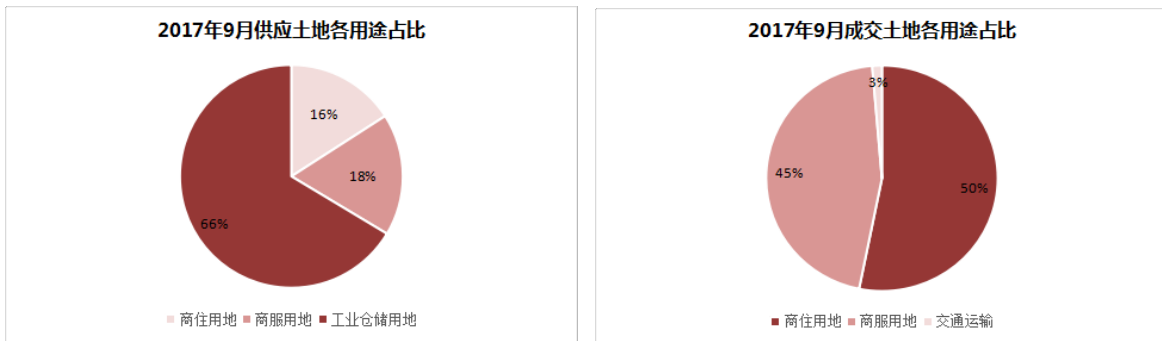 2017年9月供应土地各用途占比
16%
18%
66%
商住用地 商服用地 工业仓储用地
2017年9月成交土地各用途占比
3%
45%
50%
商住用地 商服用地 交通运输